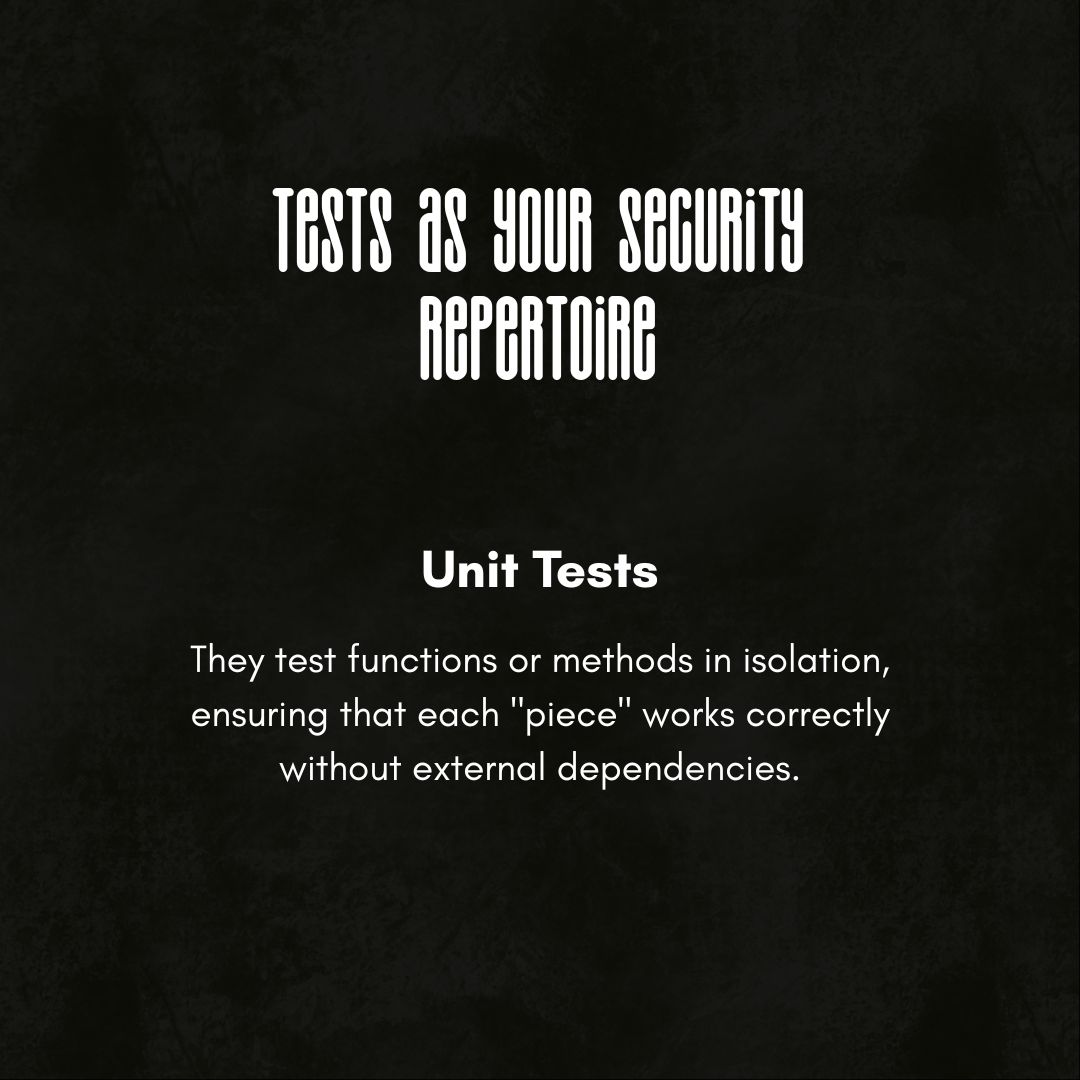 Tests as your security
repertoire
Unit Tests
They test functions or methods in isolation,
ensuring that each "piece" works correctly
without external dependencies.